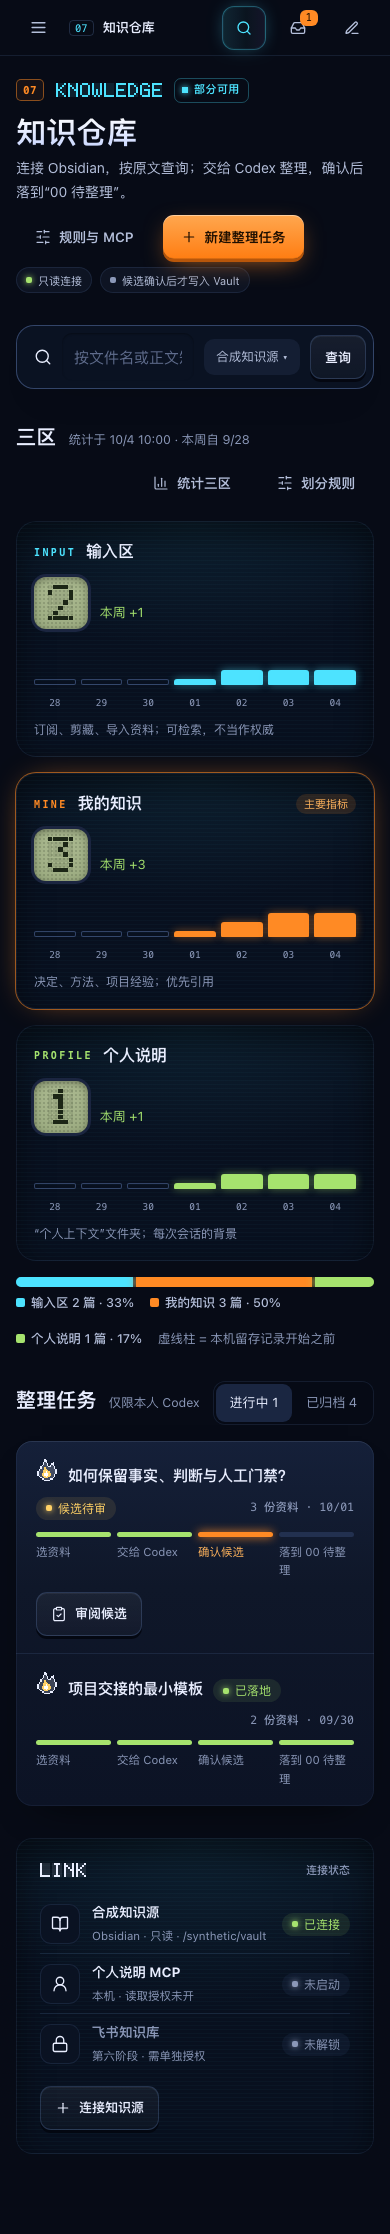 07 知识仓库 1
07 KNOWLEDGE 部分可用
知识仓库
连接 Obsidian，按原文查询；交给 Codex 整理，确认后
落到“00 待整理”。
规则与 MCP
新建整理任务
只读连接
候选确认后才写入 Vault
按文件名或正文
合成知识源
查询
三区 统计于 10/4 10:00 · 本周自 9/28
统计三区
划分规则
INPUT 输入区
2 本周 +1
28 29 30 01 02 03 04
订阅、剪藏、导入资料；可检索，不当作权威
MINE 我的知识 主要指标
3 本周 +3
28 29 30 01 02 03 04
决定、方法、项目经验；优先引用
PROFILE 个人说明
1 本周 +1
28 29 30 01 02 03 04
“个人上下文”文件夹；每次会话的背景
输入区 2 篇 · 33% 我的知识 3 篇 · 50%
个人说明 1 篇 · 17% 虚线柱 = 本机留存记录开始之前
整理任务 仅限本人 Codex 进行中 1 已归档 4
如何保留事实、判断与人工门禁？
候选待审 3 份资料 · 10/01
选资料 交给 Codex 确认候选 落到 00 待整
理
审阅候选
项目交接的最小模板 已落地
2 份资料 · 09/30
选资料 交给 Codex 确认候选 落到 00 待整
理
LINK 连接状态
合成知识源
Obsidian · 只读 · /synthetic/vault
已连接
个人说明 MCP
本机 · 读取授权未开
未启动
飞书知识库
第六阶段 · 需单独授权
未解锁
连接知识源